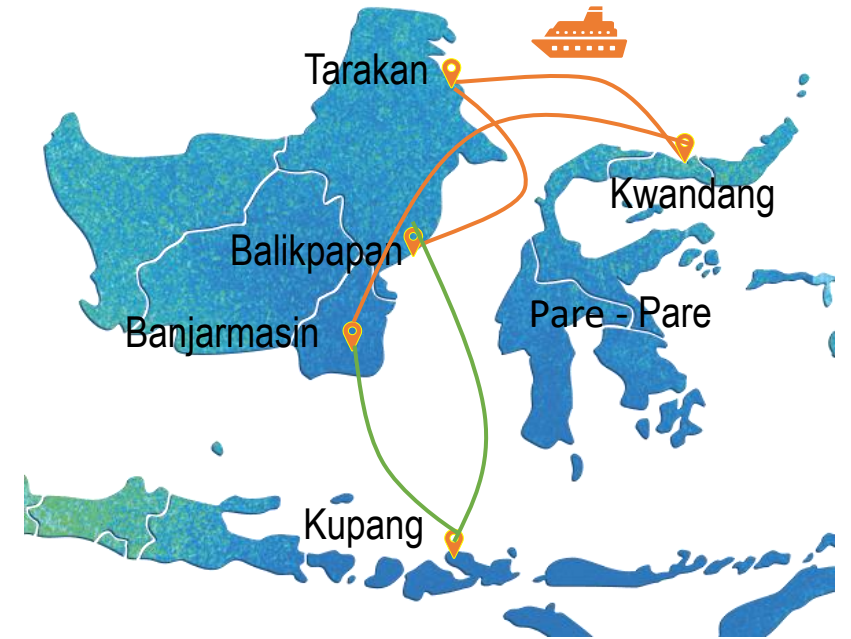 Tarakan
Kwandang
Balikpapan
Pare - Pare
Banjarmasin
Kupang